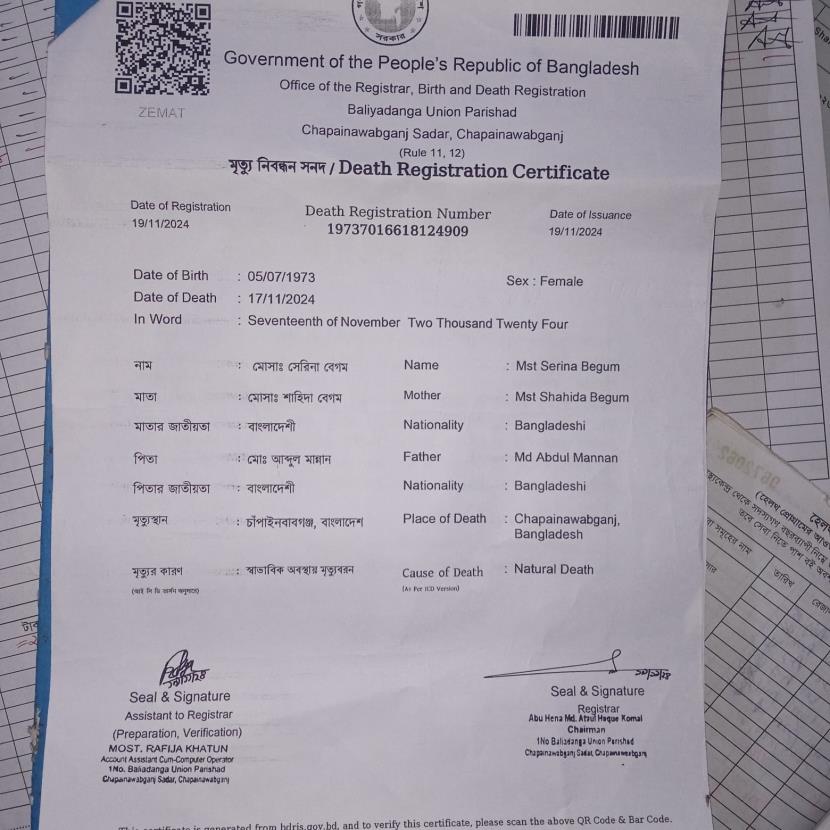 সরকার
ZEMAT
Government of the People's Republic of Bangladesh
Office of the Registrar, Birth and Death Registration
Baliyadanga Union Parishad
Chapainawabganj Sadar, Chapainawabganj
(Rule 11, 12)
মৃত্যু নিবন্ধন সনদ / Death Registration Certificate
Date of Registration Death Registration Number Date of Issuance
19/11/2024 19737016618124909 19/11/2024
Date of Birth : 05/07/1973 Sex : Female
Date of Death : 17/11/2024
In Word : Seventeenth of November Two Thousand Twenty Four
নাম : মোসাঃ সেরিনা বেগম Name : Mst Serina Begum
মাতা : মোসাঃ শাহিদা বেগম Mother : Mst Shahida Begum
মাতার জাতীয়তা : বাংলাদেশী Nationality : Bangladeshi
পিতা : মোঃ আব্দুল মান্নান Father : Md Abdul Mannan
পিতার জাতীয়তা : বাংলাদেশী Nationality : Bangladeshi
মৃত্যুস্থান : চাঁপাইনবাবগঞ্জ, বাংলাদেশ Place of Death : Chapainawabganj,
Bangladesh
মৃত্যুর কারণ : স্বাভাবিক অবস্থায় মৃত্যুবরন Cause of Death : Natural Death
(As Per ICD Version)
Seal & Signature
Assistant to Registrar
(Preparation, Verification)
MOST. RAFIJA KHATUN
Account Assistant Cum-Computer Operator
1No. Baliadanga Union Parishad
Chapainawabganj Sadar, Chapainawabganj
Seal & Signature
Registrar
Abu Hena Md. Ataul Haque Komal
Chairman
1No Baliadanga Union Parishad
Chapainawabganj Sadar, Chapainawabganj
generated from bdris.gov.bd, and to verify this certificate, please scan the above QR Code & Bar Code.